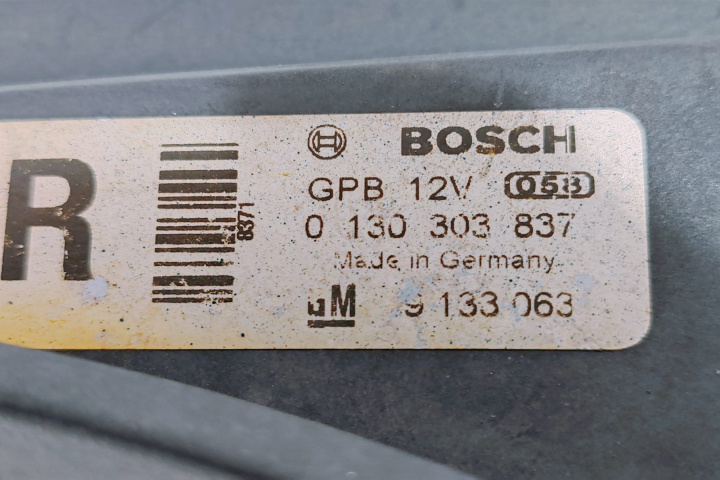 R
8371
BOSCH
GPB 12V 058
0 130 303 837
Made in Germany
GM 9 133 063